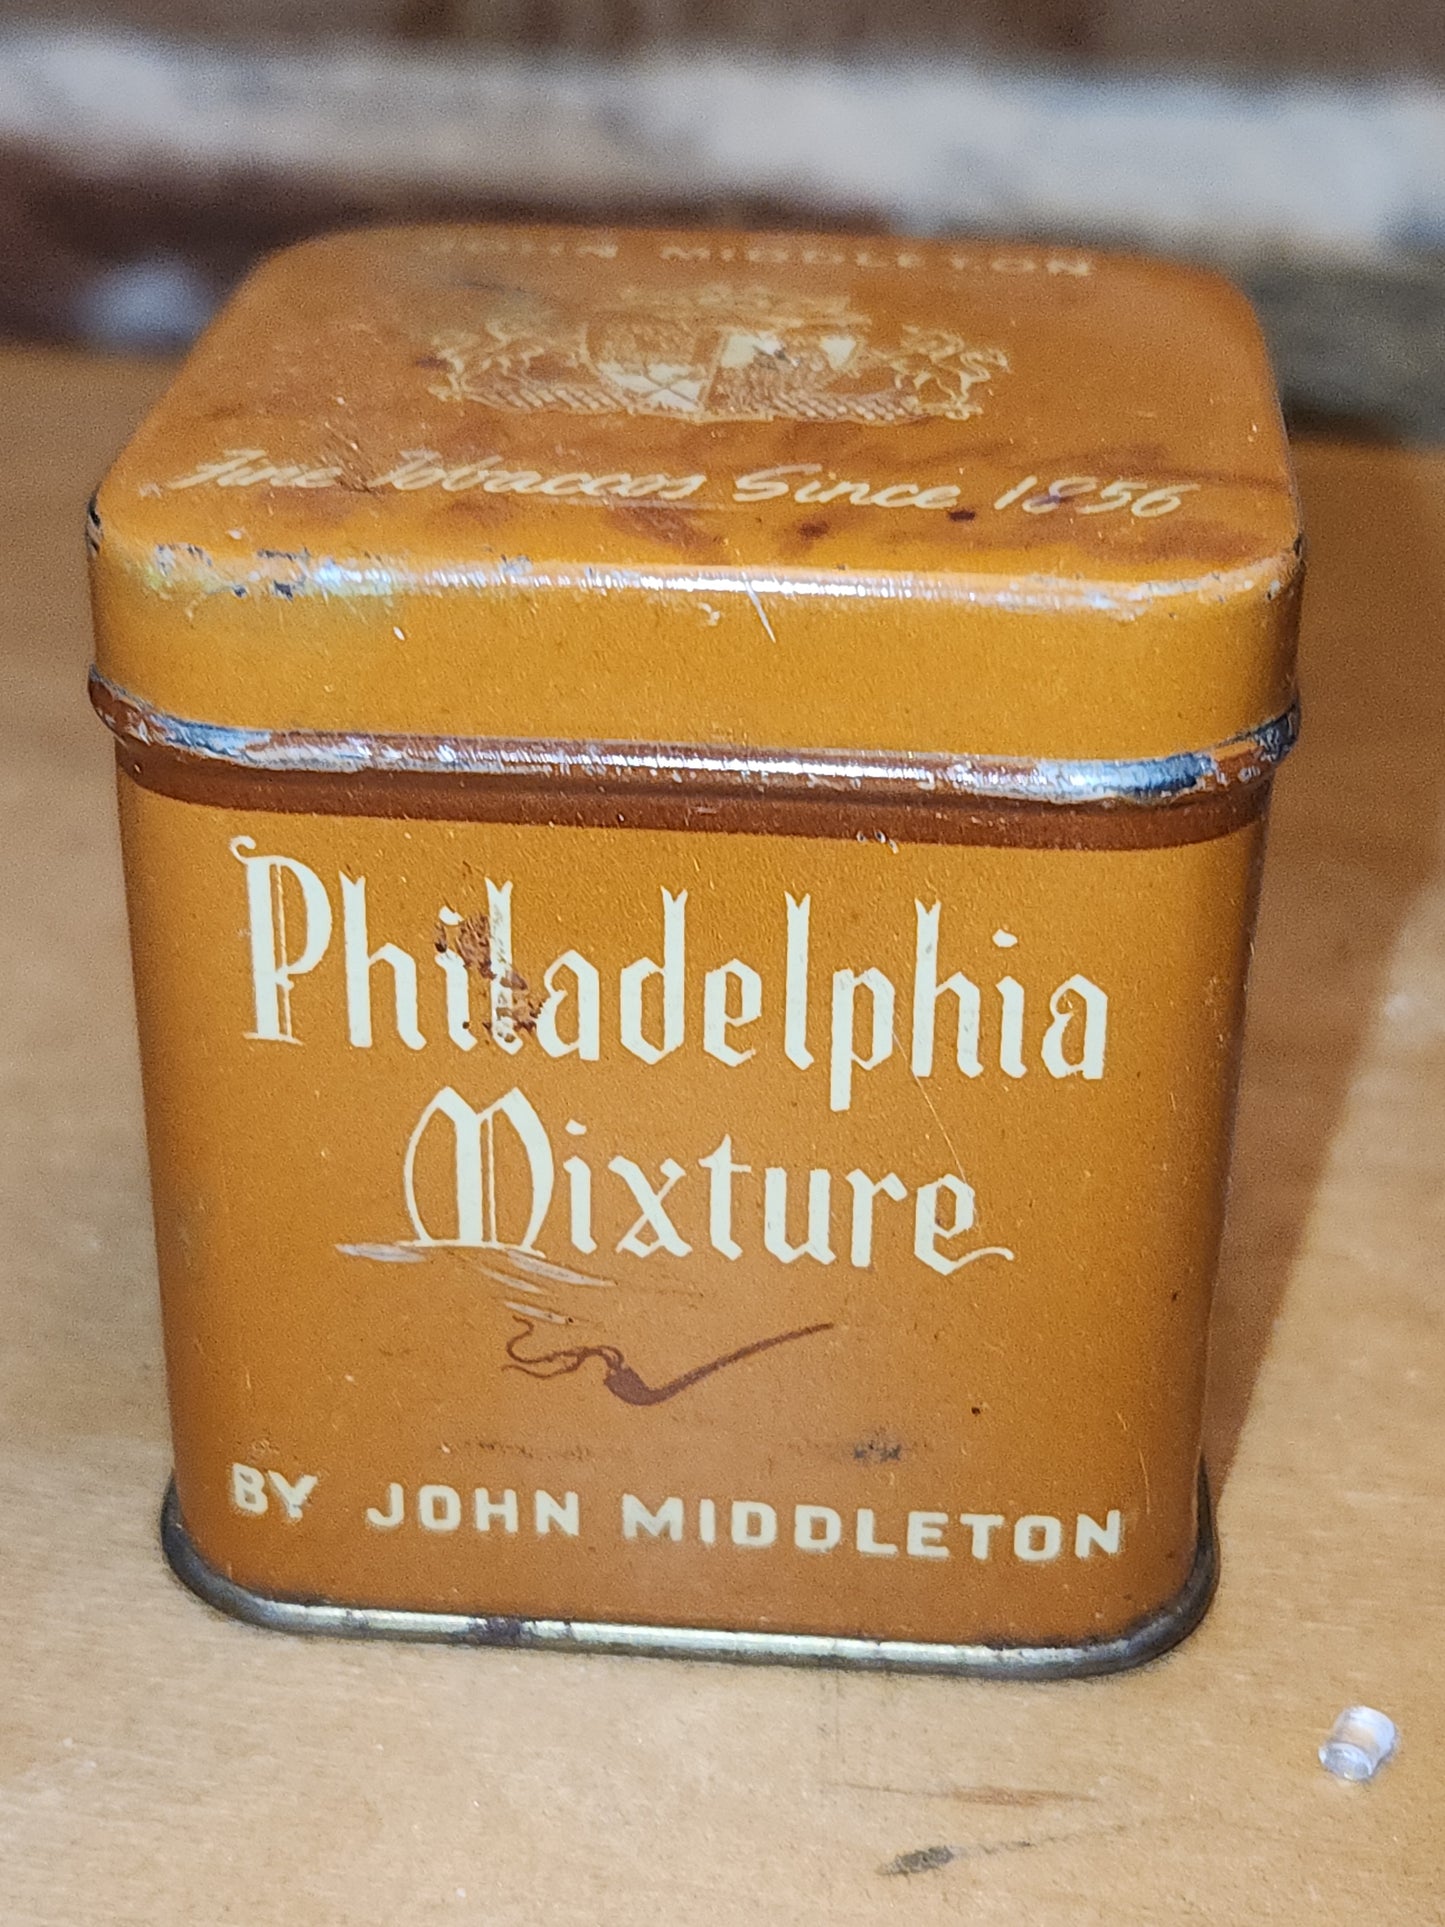 JOHN MIDDLETON
Fine Tobaccos Since 1856
Philadelphia
Mixture
BY JOHN MIDDLETON